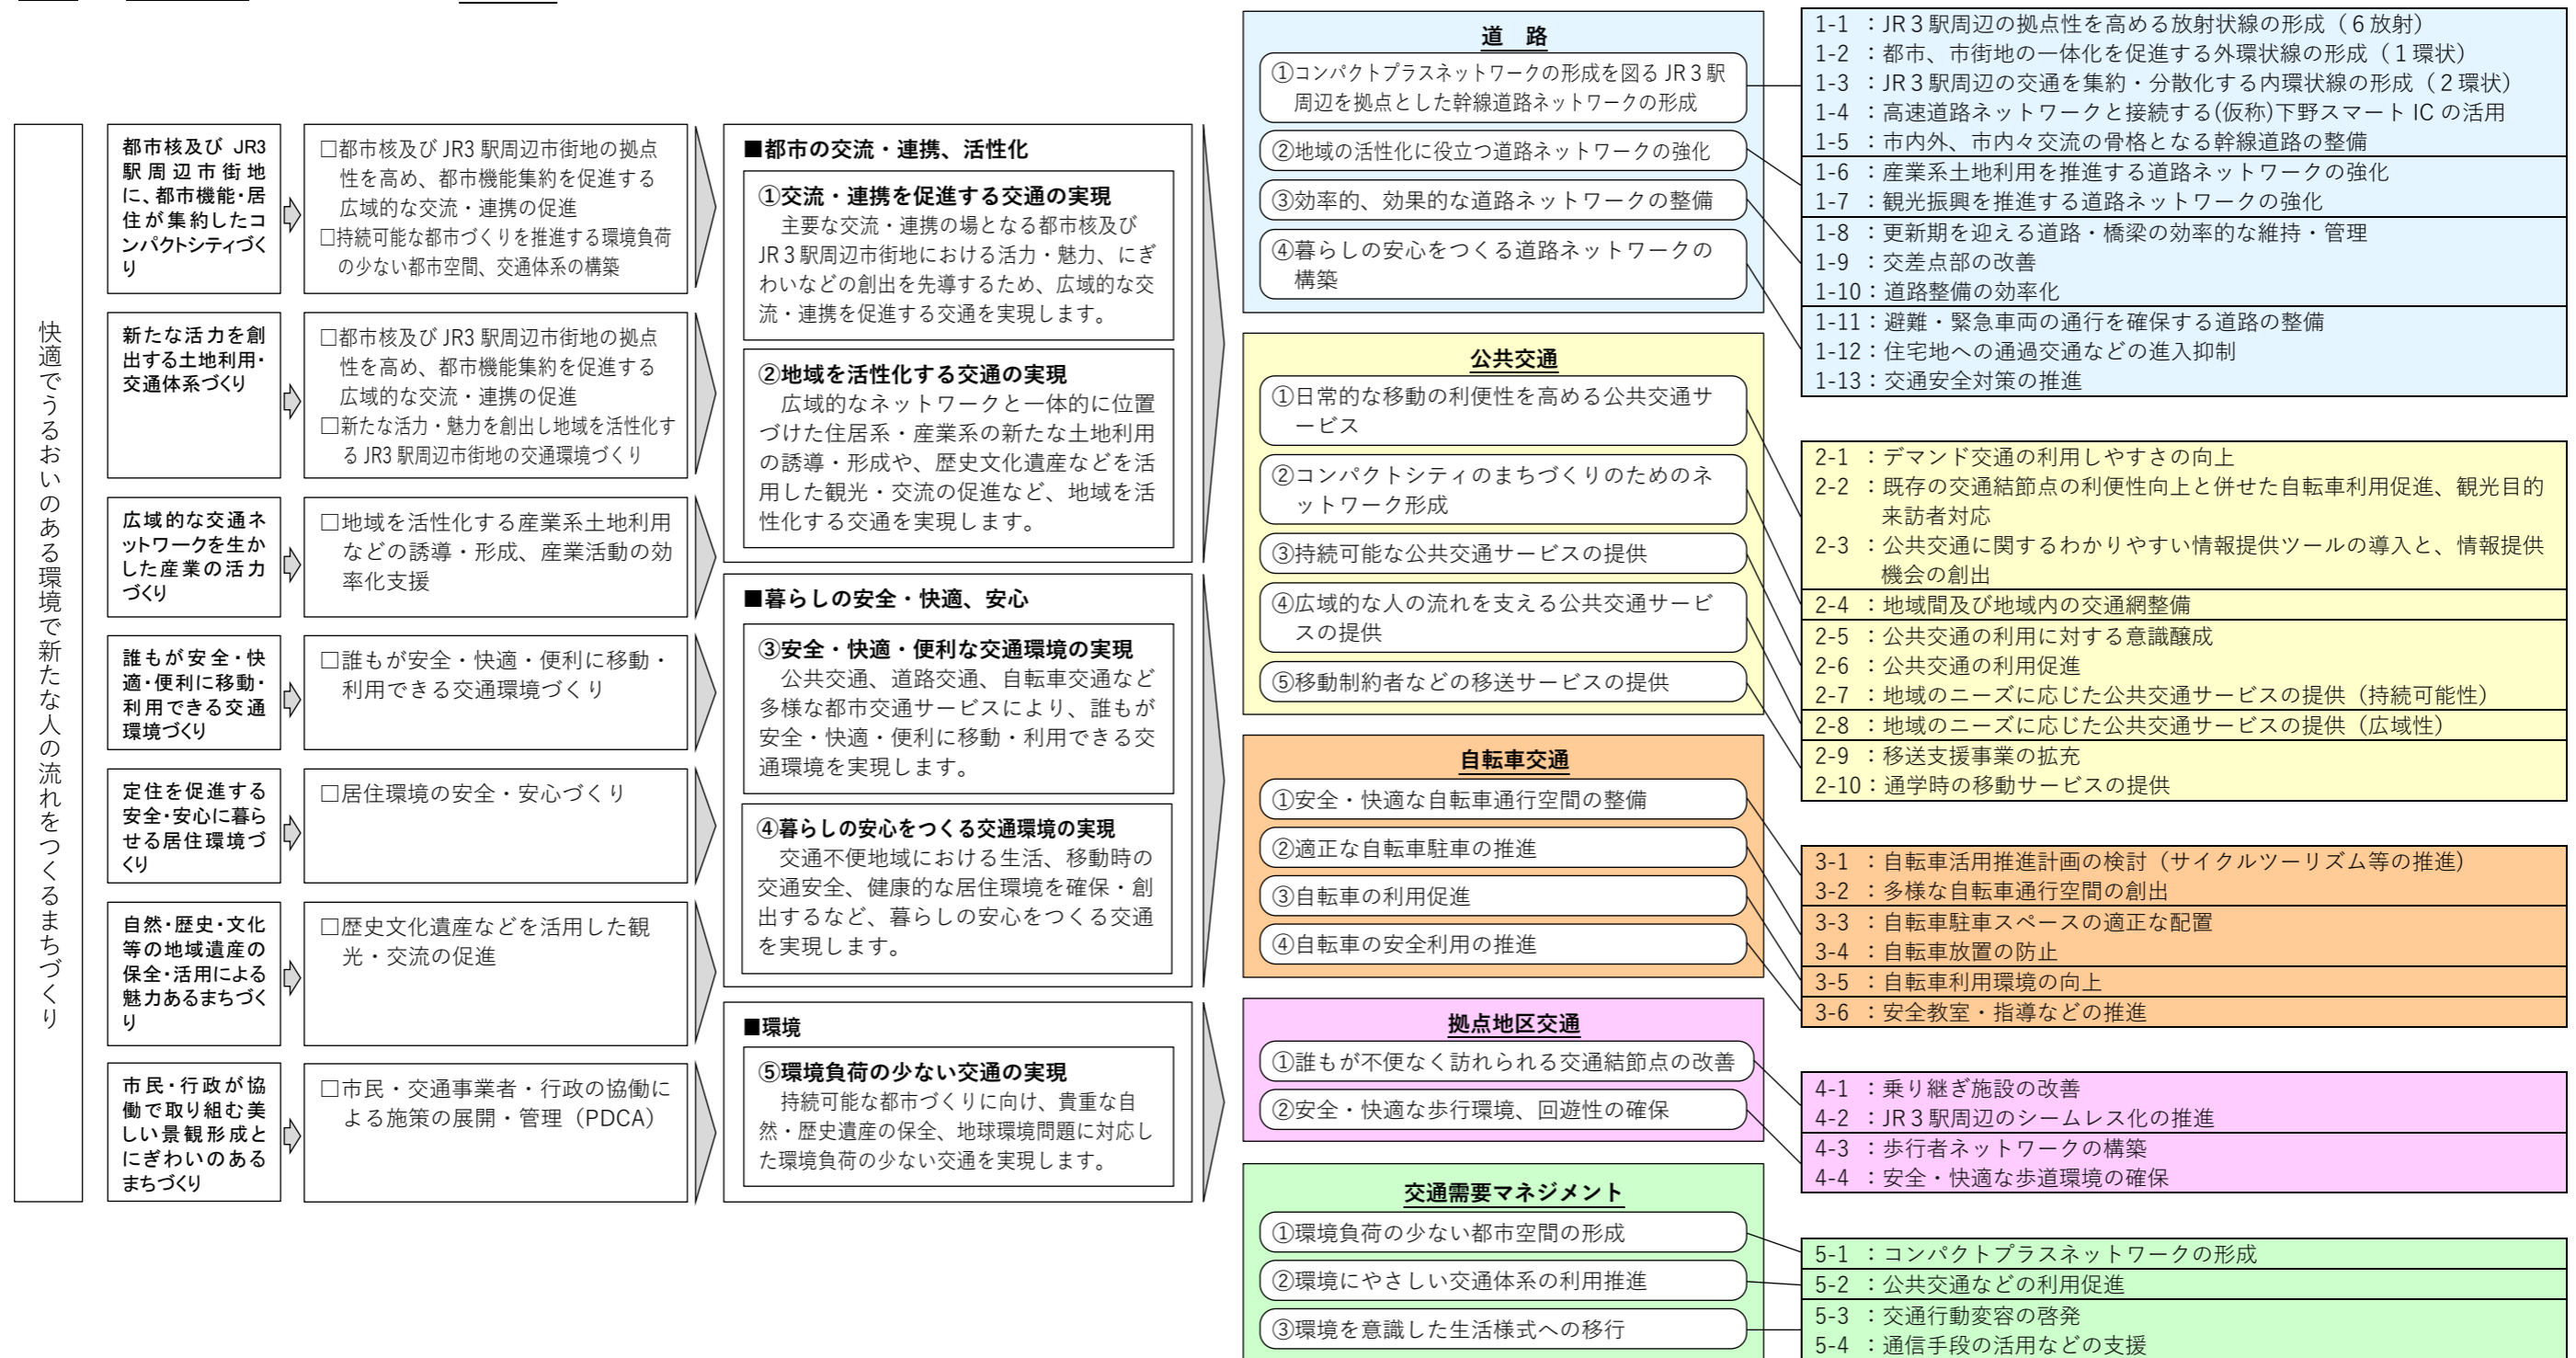 快適でうるおいのある環境で新たな人の流れをつくるまちづくり
都市核及び JR3
駅周辺市街地
に、都市機能・居
住が集約したコ
ンパクトシティづく
り
□都市核及び JR3 駅周辺市街地の拠点
性を高め、都市機能集約を促進する
広域的な交流・連携の促進
□持続可能な都市づくりを推進する環境負荷
の少ない都市空間、交通体系の構築
新たな活力を創
出する土地利用・
交通体系づくり
□都市核及び JR3 駅周辺市街地の拠点
性を高め、都市機能集約を促進する
広域的な交流・連携の促進
□新たな活力・魅力を創出し地域を活性化す
る JR3 駅周辺市街地の交通環境づくり
広域的な交通ネ
ットワークを生か
した産業の活力
づくり
□地域を活性化する産業系土地利用
などの誘導・形成、産業活動の効
率化支援
誰もが安全・快
適・便利に移動・
利用できる交通
環境づくり
□誰もが安全・快適・便利に移動・
利用できる交通環境づくり
定住を促進する
安全・安心に暮ら
せる居住環境づ
くり
□居住環境の安全・安心づくり
自然・歴史・文化
等の地域遺産の
保全・活用による
魅力あるまちづく
り
□歴史文化遺産などを活用した観
光・交流の促進
市民・行政が協
働で取り組む美
しい景観形成と
にぎわいのある
まちづくり
□市民・交通事業者・行政の協働に
よる施策の展開・管理（PDCA）
■都市の交流・連携、活性化
①交流・連携を促進する交通の実現
主要な交流・連携の場となる都市核及び
JR３駅周辺市街地における活力・魅力、にぎ
わいなどの創出を先導するため、広域的な交
流・連携を促進する交通を実現します。
②地域を活性化する交通の実現
広域的なネットワークと一体的に位置
づけた住居系・産業系の新たな土地利用
の誘導・形成や、歴史文化遺産などを活
用した観光・交流の促進など、地域を活
性化する交通を実現します。
■暮らしの安全・快適、安心
③安全・快適・便利な交通環境の実現
公共交通、道路交通、自転車交通など
多様な都市交通サービスにより、誰もが
安全・快適・便利に移動・利用できる交
通環境を実現します。
④暮らしの安心をつくる交通環境の実現
交通不便地域における生活、移動時の
交通安全、健康的な居住環境を確保・創
出するなど、暮らしの安心をつくる交通
を実現します。
■環境
⑤環境負荷の少ない交通の実現
持続可能な都市づくりに向け、貴重な自
然・歴史遺産の保全、地球環境問題に対応し
た環境負荷の少ない交通を実現します。
道　路
①コンパクトプラスネットワークの形成を図る JR３駅
周辺を拠点とした幹線道路ネットワークの形成
②地域の活性化に役立つ道路ネットワークの強化
③効率的、効果的な道路ネットワークの整備
④暮らしの安心をつくる道路ネットワークの
構築
公共交通
①日常的な移動の利便性を高める公共交通サ
ービス
②コンパクトシティのまちづくりのためのネ
ットワーク形成
③持続可能な公共交通サービスの提供
④広域的な人の流れを支える公共交通サービ
スの提供
⑤移動制約者などの移送サービスの提供
自転車交通
①安全・快適な自転車通行空間の整備
②適正な自転車駐車の推進
③自転車の利用促進
④自転車の安全利用の推進
拠点地区交通
①誰もが不便なく訪れられる交通結節点の改善
②安全・快適な歩行環境、回遊性の確保
交通需要マネジメント
①環境負荷の少ない都市空間の形成
②環境にやさしい交通体系の利用推進
③環境を意識した生活様式への移行
1-1 ：JR３駅周辺の拠点性を高める放射状線の形成（６放射）
1-2 ：都市、市街地の一体化を促進する外環状線の形成（１環状）
1-3 ：JR３駅周辺の交通を集約・分散化する内環状線の形成（２環状）
1-4 ：高速道路ネットワークと接続する(仮称)下野スマート IC の活用
1-5 ：市内外、市内々交流の骨格となる幹線道路の整備
1-6 ：産業系土地利用を推進する道路ネットワークの強化
1-7 ：観光振興を推進する道路ネットワークの強化
1-8 ：更新期を迎える道路・橋梁の効率的な維持・管理
1-9 ：交差点部の改善
1-10：道路整備の効率化
1-11：避難・緊急車両の通行を確保する道路の整備
1-12：住宅地への通過交通などの進入抑制
1-13：交通安全対策の推進
2-1 ：デマンド交通の利用しやすさの向上
2-2 ：既存の交通結節点の利便性向上と併せた自転車利用促進、観光目的
来訪者対応
2-3 ：公共交通に関するわかりやすい情報提供ツールの導入と、情報提供
機会の創出
2-4 ：地域間及び地域内の交通網整備
2-5 ：公共交通の利用に対する意識醸成
2-6 ：公共交通の利用促進
2-7 ：地域のニーズに応じた公共交通サービスの提供（持続可能性）
2-8 ：地域のニーズに応じた公共交通サービスの提供（広域性）
2-9 ：移送支援事業の拡充
2-10：通学時の移動サービスの提供
3-1 ：自転車活用推進計画の検討（サイクルツーリズム等の推進）
3-2 ：多様な自転車通行空間の創出
3-3 ：自転車駐車スペースの適正な配置
3-4 ：自転車放置の防止
3-5 ：自転車利用環境の向上
3-6 ：安全教室・指導などの推進
4-1 ：乗り継ぎ施設の改善
4-2 ：JR３駅周辺のシームレス化の推進
4-3 ：歩行者ネットワークの構築
4-4 ：安全・快適な歩道環境の確保
5-1 ：コンパクトプラスネットワークの形成
5-2 ：公共交通などの利用促進
5-3 ：交通行動変容の啓発
5-4 ：通信手段の活用などの支援